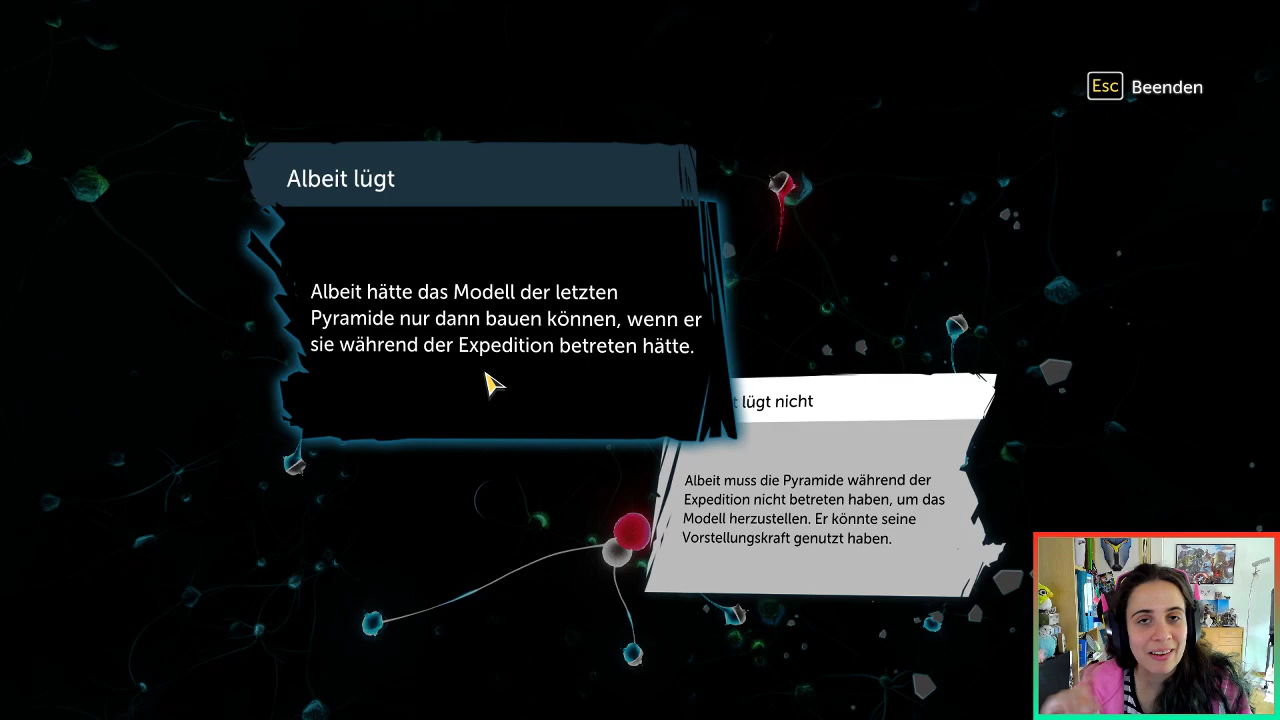 Esc Beenden
Albeit lügt
Albeit hätte das Modell der letzten
Pyramide nur dann bauen können, wenn er
sie während der Expedition betreten hätte.
lügt nicht
Albeit muss die Pyramide während der
Expedition nicht betreten haben, um das
Modell herzustellen. Er könnte seine
Vorstellungskraft genutzt haben.